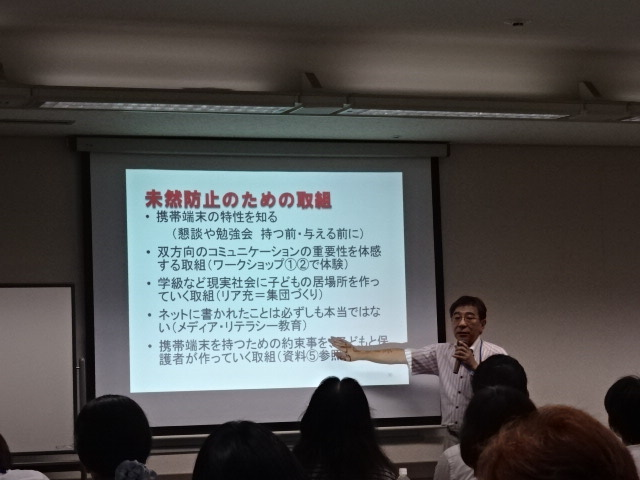 未然防止のための取組
・ 携帯端末の特性を知る
（懇談や勉強会 持つ前・与える前に）
・ 双方向のコミュニケーションの重要性を体感
する取組（ワークショップ①②で体験）
・ 学級など現実社会に子どもの居場所を作っ
ていく取組（リア充＝集団づくり）
・ ネットに書かれたことは必ずしも本当ではな
い（メディア・リテラシー教育）
・ 携帯端末を持つための約束事を どもと保
護者が作っていく取組（資料⑤参照